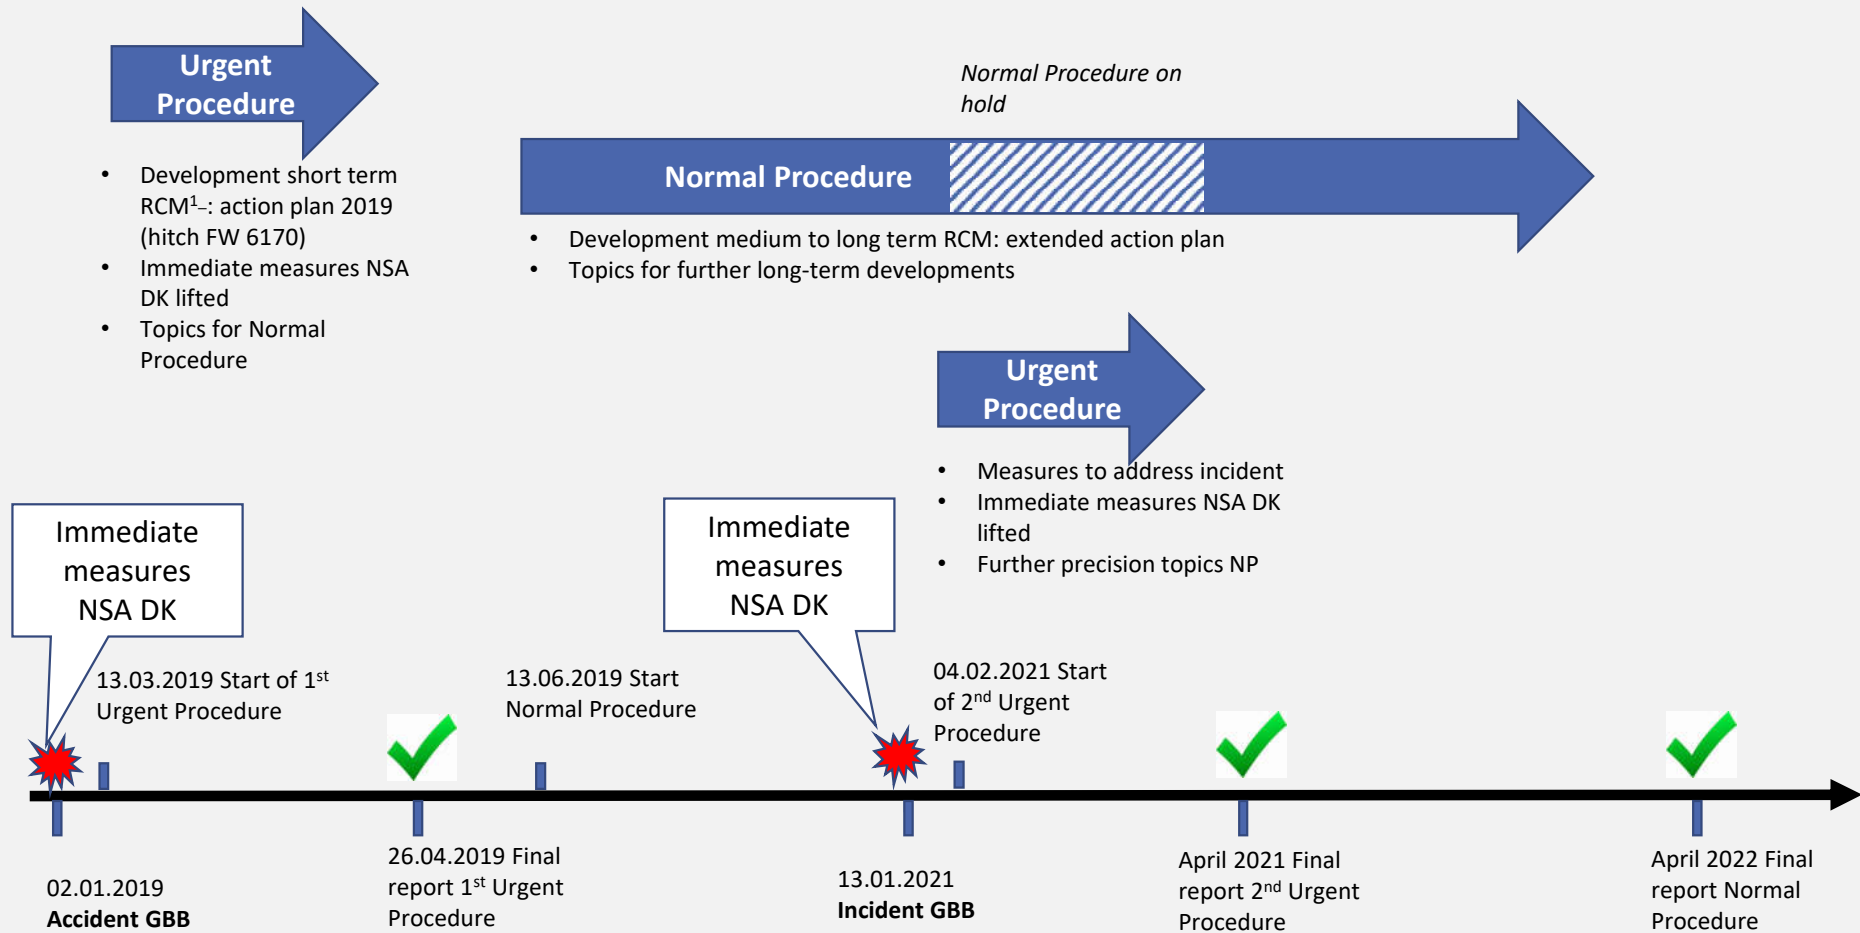 Urgent
Procedure
• Development short term
RCM¹–: action plan 2019
(hitch FW 6170)
• Immediate measures NSA
DK lifted
• Topics for Normal
Procedure
Normal Procedure on
hold
Normal Procedure
• Development medium to long term RCM: extended action plan
• Topics for further long-term developments
Urgent
Procedure
• Measures to address incident
• Immediate measures NSA DK
lifted
• Further precision topics NP
Immediate
measures
NSA DK
Immediate
measures
NSA DK
13.03.2019 Start of 1st
Urgent Procedure
13.06.2019 Start
Normal Procedure
04.02.2021 Start
of 2nd Urgent
Procedure
02.01.2019
Accident GBB
26.04.2019 Final
report 1st Urgent
Procedure
13.01.2021
Incident GBB
April 2021 Final
report 2nd Urgent
Procedure
April 2022 Final
report Normal
Procedure